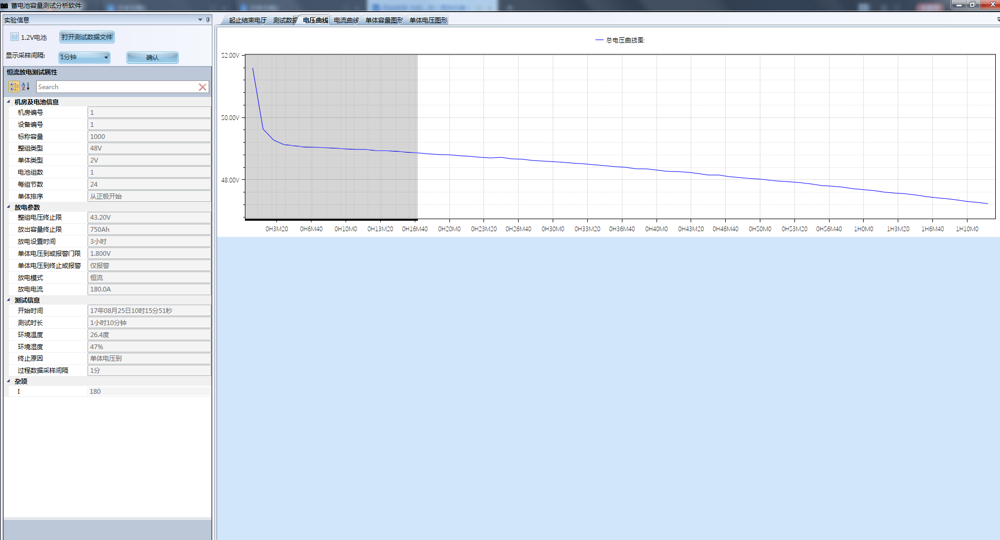 蓄电池容量测试分析软件
实验信息
1.2V电池
打开测试数据文件
显示采样间隔:
1分钟
确认
恒流放电测试属性
Search
机房及电池信息
机房编号 1
设备编号 1
标称容量 1000
整组类型 48V
单体类型 2V
电池组数 1
每组节数 24
单体排序 从正极开始
放电参数
整组电压终止限 43.20V
放出容量终止限 750Ah
放电设置时间 3小时
单体电压到或报警门限 1.800V
单体电压到终止或报警 仅报警
放电模式 恒流
放电电流 180.0A
测试信息
开始时间 17年08月25日10时15分51秒
测试时长 1小时10分钟
环境温度 26.4度
环境湿度 47%
终止原因 单体电压到
过程数据采样间隔 1分
杂项
I 180
起止结束电压 测试数据 电压曲线 电流曲线 单体容量图形 单体电压图形
总电压曲线图:
52.00V
50.00V
48.00V
0H3M20 0H6M40 0H10M0 0H13M20 0H16M40 0H20M0 0H23M20 0H26M40 0H30M0 0H33M20 0H36M40 0H40M0 0H43M20 0H46M40 0H50M0 0H53M20 0H56M40 1H0M0 1H3M20 1H6M40 1H10M0